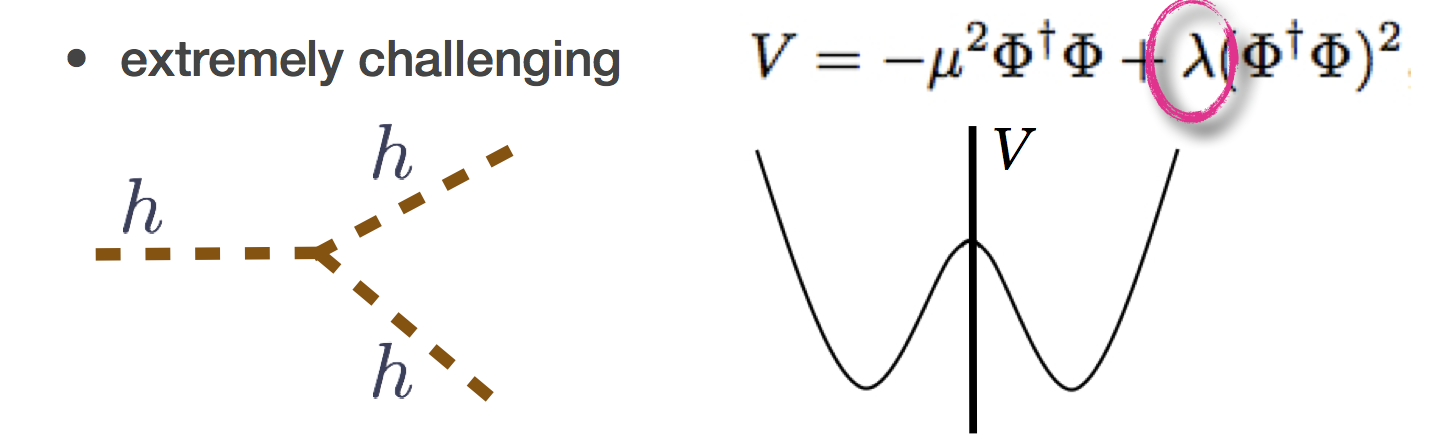 • extremely challenging
V = −μ²Φ†Φ + λ(Φ†Φ)²
V
h
h
h